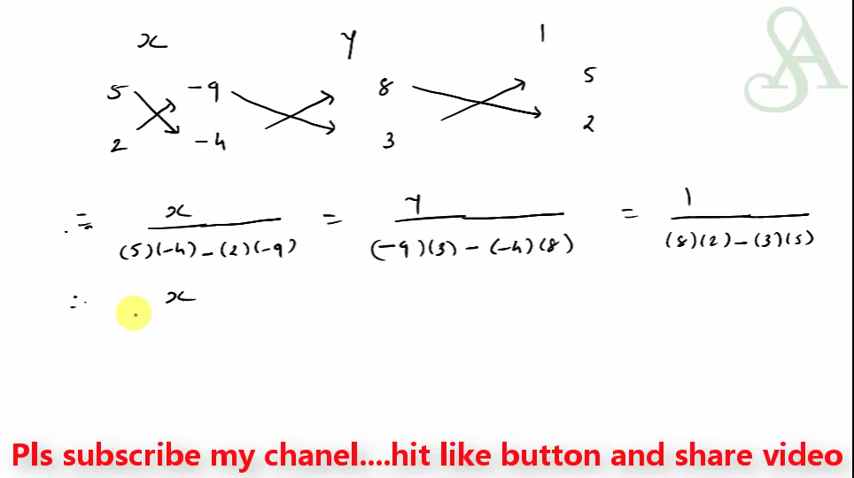 x y 1
5 -9 8 5
2 -4 3 2
∴ x/((5)(-4)-(2)(-9)) = y/((-9)(3)-(-4)(8)) = 1/((8)(2)-(3)(5))
∴ x
Pls subscribe my chanel....hit like button and share video